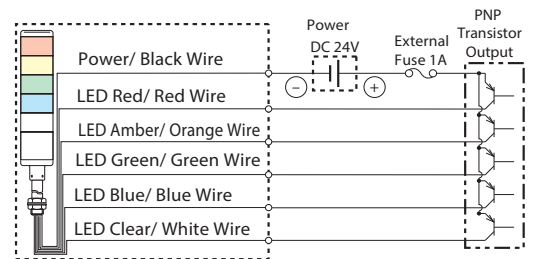 Power/ Black Wire
LED Red/ Red Wire
LED Amber/ Orange Wire
LED Green/ Green Wire
LED Blue/ Blue Wire
LED Clear/ White Wire
Power
DC 24V
−
+
External
Fuse 1A
PNP
Transistor
Output